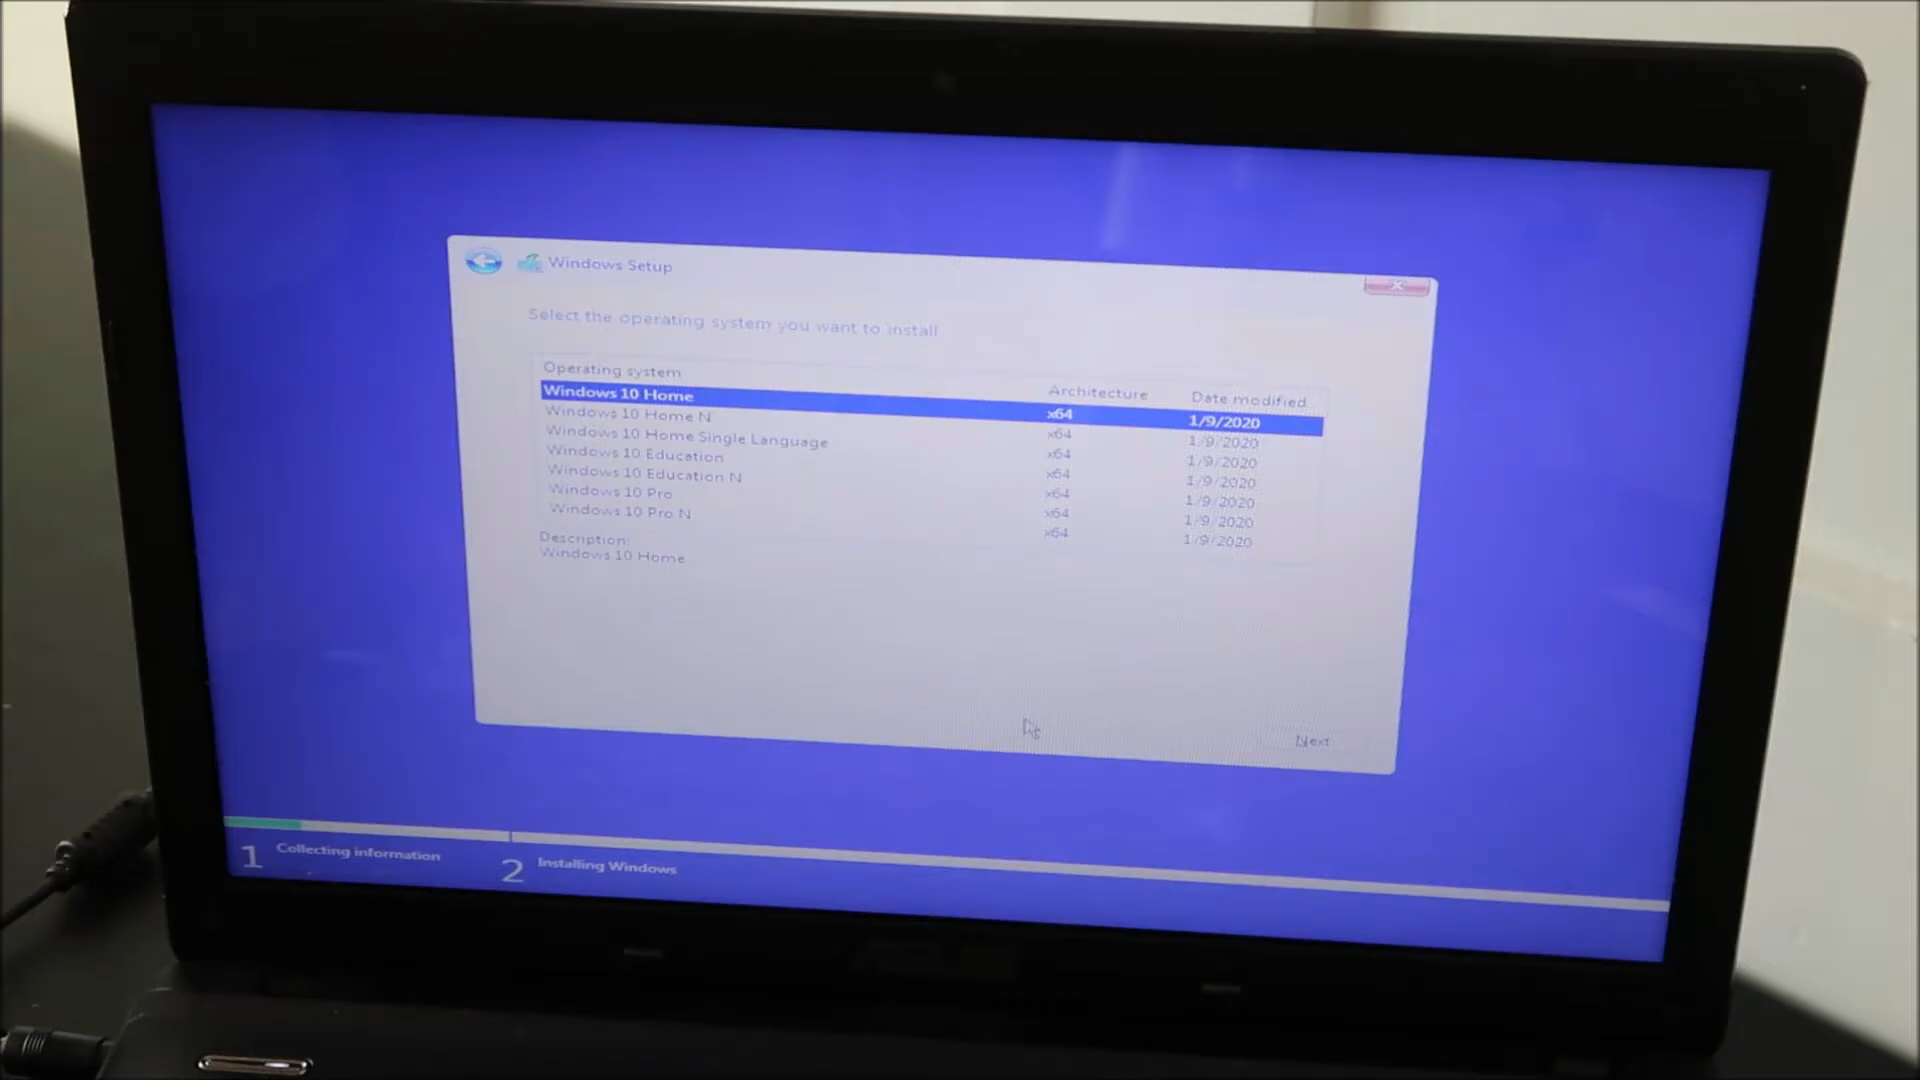 Windows Setup
Select the operating system you want to install
Operating system Architecture Date modified
Windows 10 Home x64 1/9/2020
Windows 10 Home N x64 1/9/2020
Windows 10 Home Single Language x64 1/9/2020
Windows 10 Education x64 1/9/2020
Windows 10 Education N x64 1/9/2020
Windows 10 Pro x64 1/9/2020
Windows 10 Pro N x64 1/9/2020
Description:
Windows 10 Home
Next
1 Collecting information 2 Installing Windows
ASUS